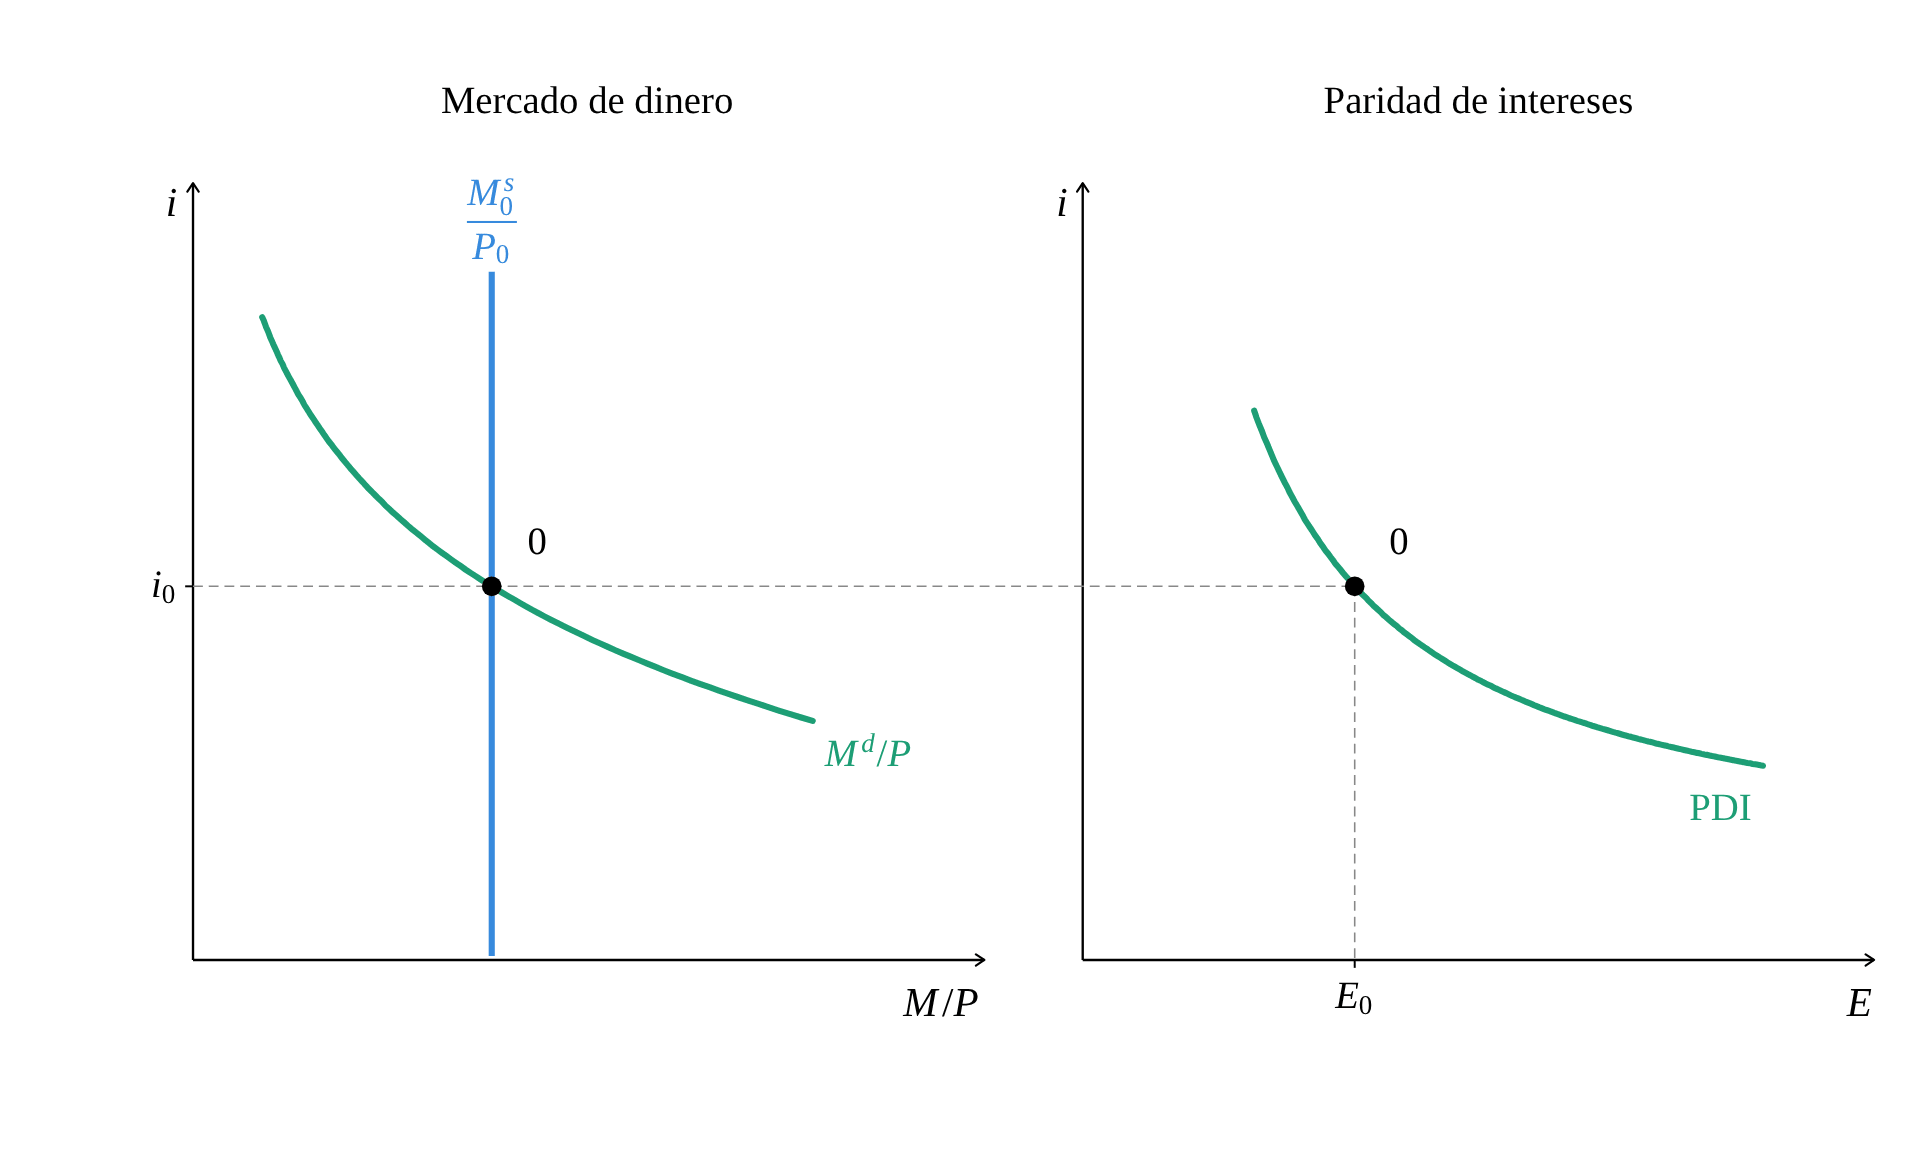 Mercado de dinero
i
M₀ˢ
P₀
0
i₀
Mᵈ/P
M/P
Paridad de intereses
i
0
PDI
E₀
E